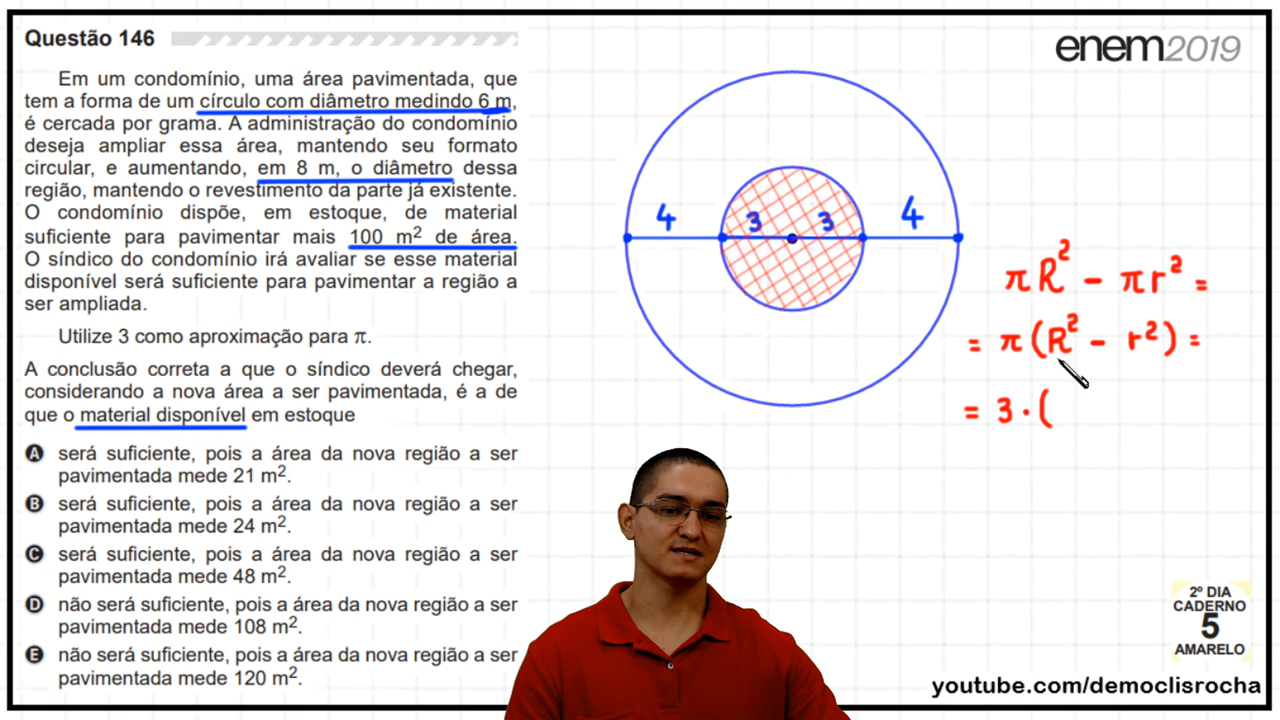 Questão 146
enem2019
Em um condomínio, uma área pavimentada, que
tem a forma de um círculo com diâmetro medindo 6 m,
é cercada por grama. A administração do condomínio
deseja ampliar essa área, mantendo seu formato
circular, e aumentando, em 8 m, o diâmetro dessa
região, mantendo o revestimento da parte já existente.
O condomínio dispõe, em estoque, de material
suficiente para pavimentar mais 100 m² de área.
O síndico do condomínio irá avaliar se esse material
disponível será suficiente para pavimentar a região a
ser ampliada.
Utilize 3 como aproximação para π.
A conclusão correta a que o síndico deverá chegar,
considerando a nova área a ser pavimentada, é a de
que o material disponível em estoque
A será suficiente, pois a área da nova região a ser
pavimentada mede 21 m².
B será suficiente, pois a área da nova região a ser
pavimentada mede 24 m².
C será suficiente, pois a área da nova região a ser
pavimentada mede 48 m².
D não será suficiente, pois a área da nova região a ser
pavimentada mede 108 m².
E não será suficiente, pois a área da nova região a ser
pavimentada mede 120 m².
4 3 3 4
πR² - πr² =
= π(R² - r²) =
= 3·(
2º DIA
CADERNO
5
AMARELO
youtube.com/democlisrocha